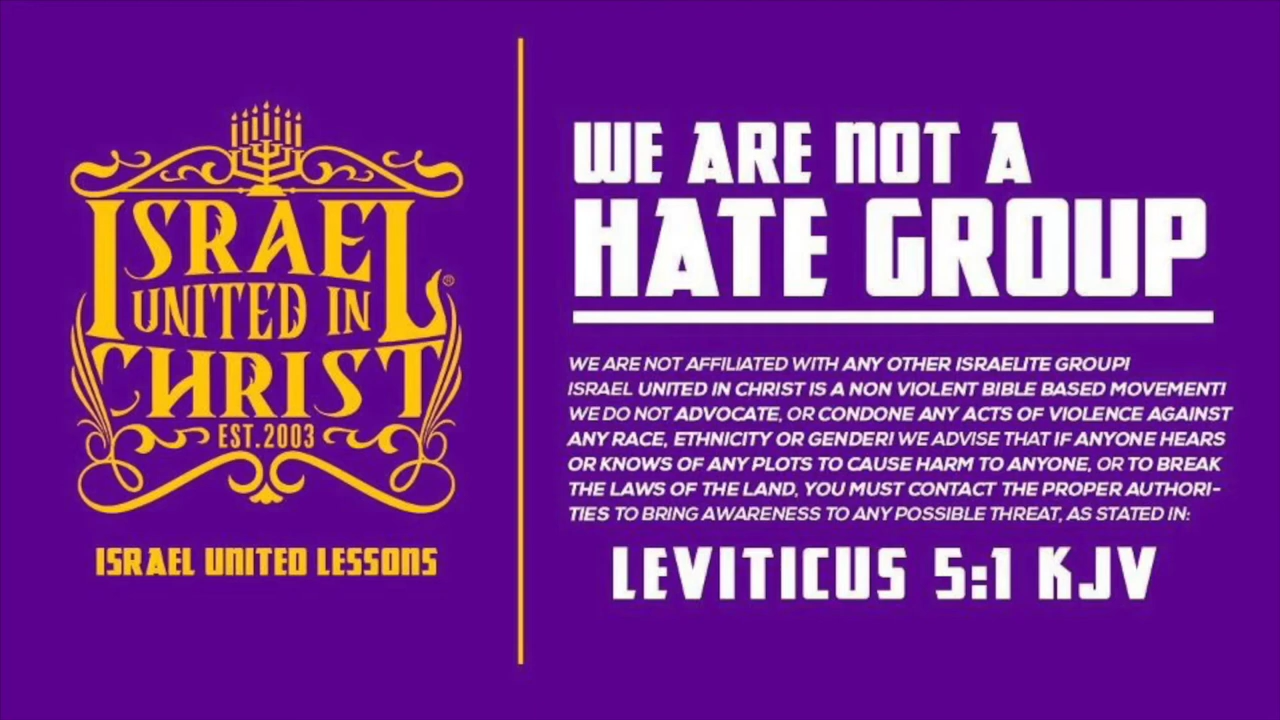 ISRAEL
UNITED IN
CHRIST
EST.2003
ISRAEL UNITED LESSONS
WE ARE NOT A
HATE GROUP
WE ARE NOT AFFILIATED WITH ANY OTHER ISRAELITE GROUP!
ISRAEL UNITED IN CHRIST IS A NON VIOLENT BIBLE BASED MOVEMENT!
WE DO NOT ADVOCATE, OR CONDONE ANY ACTS OF VIOLENCE AGAINST
ANY RACE, ETHNICITY OR GENDER! WE ADVISE THAT IF ANYONE HEARS
OR KNOWS OF ANY PLOTS TO CAUSE HARM TO ANYONE, OR TO BREAK
THE LAWS OF THE LAND, YOU MUST CONTACT THE PROPER AUTHORI-
TIES TO BRING AWARENESS TO ANY POSSIBLE THREAT, AS STATED IN:
LEVITICUS 5:1 KJV